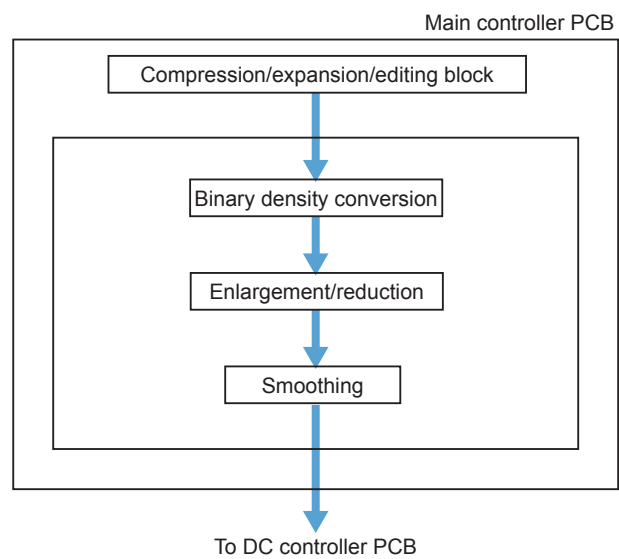 Main controller PCB
Compression/expansion/editing block
Binary density conversion
Enlargement/reduction
Smoothing
To DC controller PCB